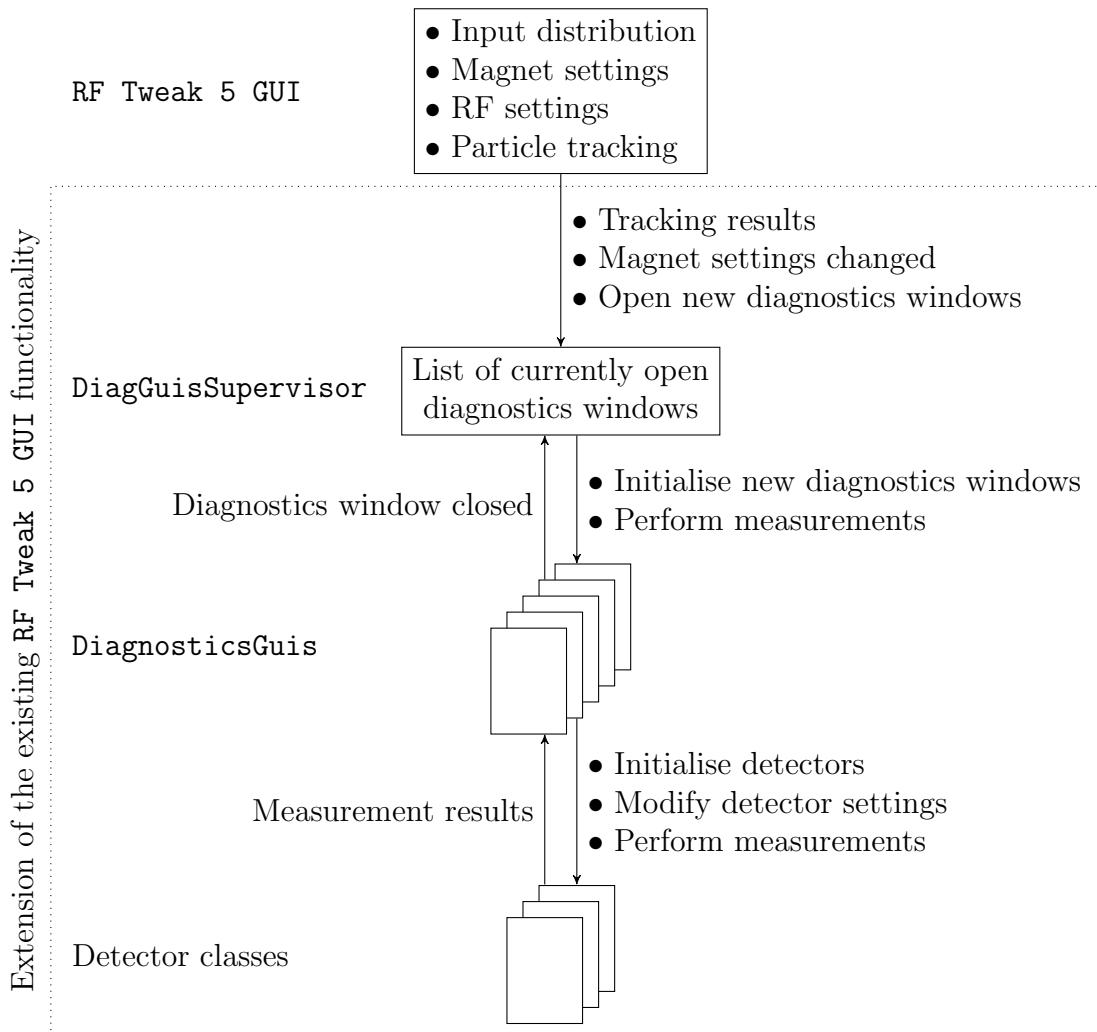 RF Tweak 5 GUI
• Input distribution
• Magnet settings
• RF settings
• Particle tracking
Extension of the existing RF Tweak 5 GUI functionality
• Tracking results
• Magnet settings changed
• Open new diagnostics windows
DiagGuisSupervisor
List of currently open
diagnostics windows
Diagnostics window closed
• Initialise new diagnostics windows
• Perform measurements
DiagnosticsGuis
Measurement results
• Initialise detectors
• Modify detector settings
• Perform measurements
Detector classes